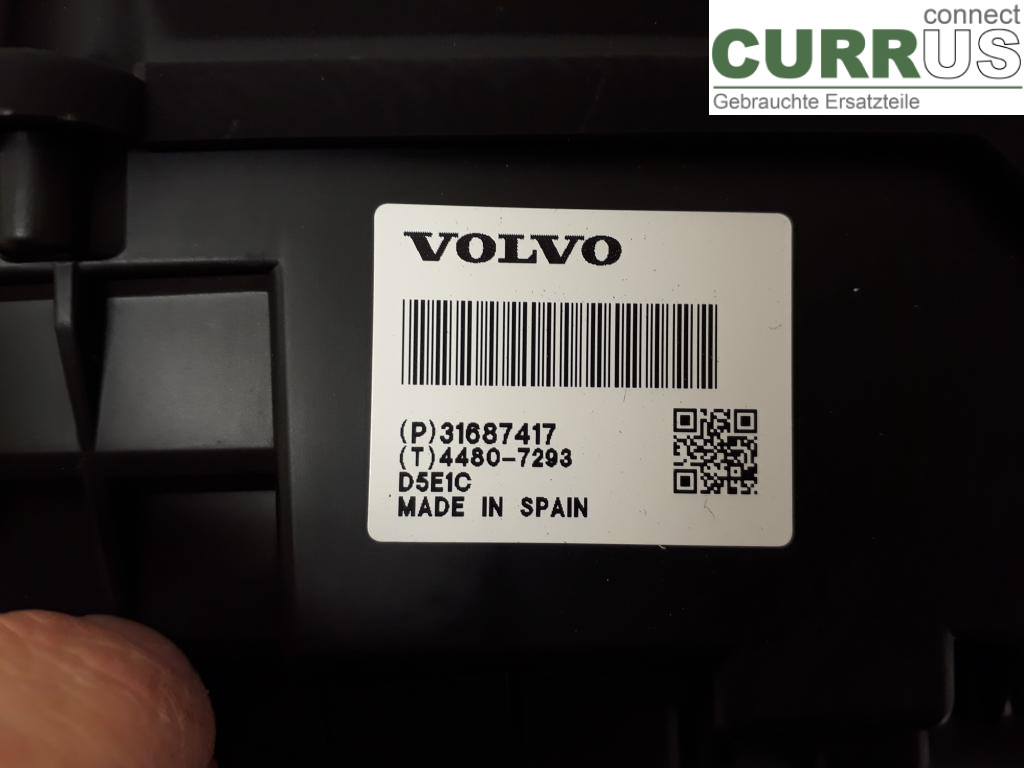 connect
CURRUS
Gebrauchte Ersatzteile
VOLVO
(P)31687417
(T)4480-7293
D5E1C
MADE IN SPAIN